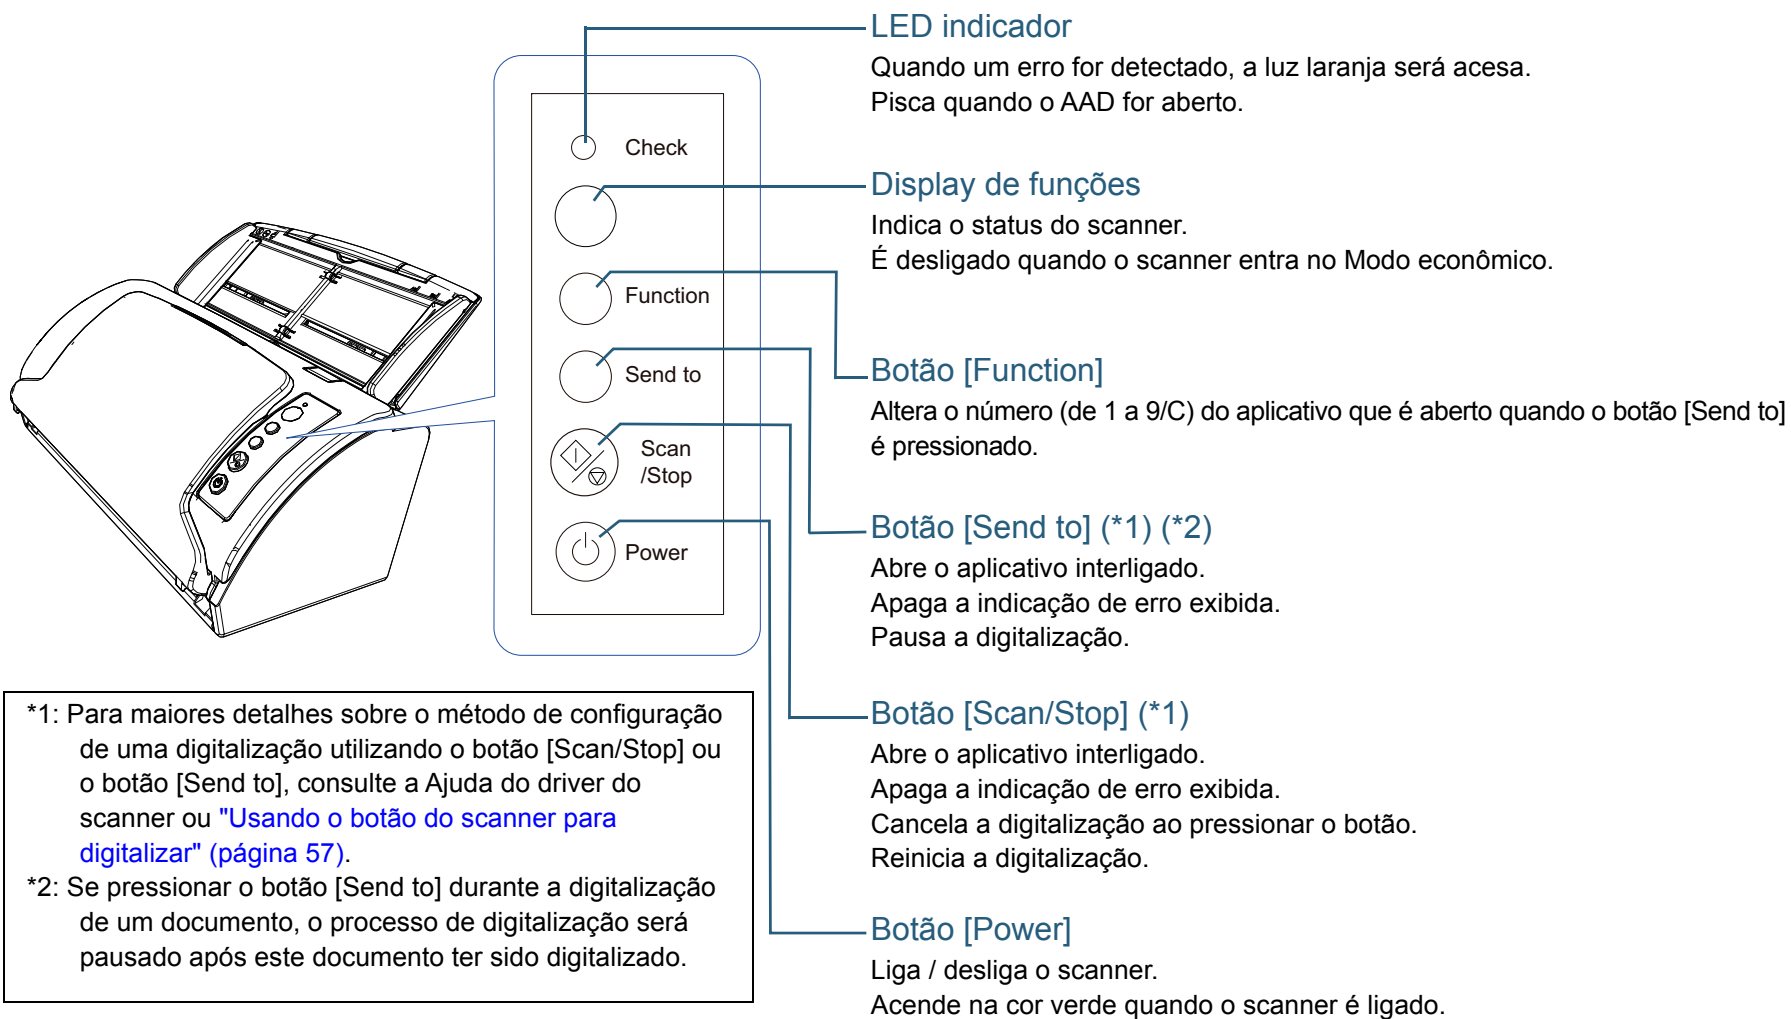 LED indicador
Quando um erro for detectado, a luz laranja será acesa.
Pisca quando o AAD for aberto.
Check
Display de funções
Indica o status do scanner.
É desligado quando o scanner entra no Modo econômico.
Function
Send to
Botão [Function]
Altera o número (de 1 a 9/C) do aplicativo que é aberto quando o botão [Send to]
é pressionado.
Scan
/Stop
Power
Botão [Send to] (*1) (*2)
Abre o aplicativo interligado.
Apaga a indicação de erro exibida.
Pausa a digitalização.
Botão [Scan/Stop] (*1)
Abre o aplicativo interligado.
Apaga a indicação de erro exibida.
Cancela a digitalização ao pressionar o botão.
Reinicia a digitalização.
Botão [Power]
Liga / desliga o scanner.
Acende na cor verde quando o scanner é ligado.
*1: Para maiores detalhes sobre o método de configuração
de uma digitalização utilizando o botão [Scan/Stop] ou
o botão [Send to], consulte a Ajuda do driver do
scanner ou "Usando o botão do scanner para
digitalizar" (página 57).
*2: Se pressionar o botão [Send to] durante a digitalização
de um documento, o processo de digitalização será
pausado após este documento ter sido digitalizado.